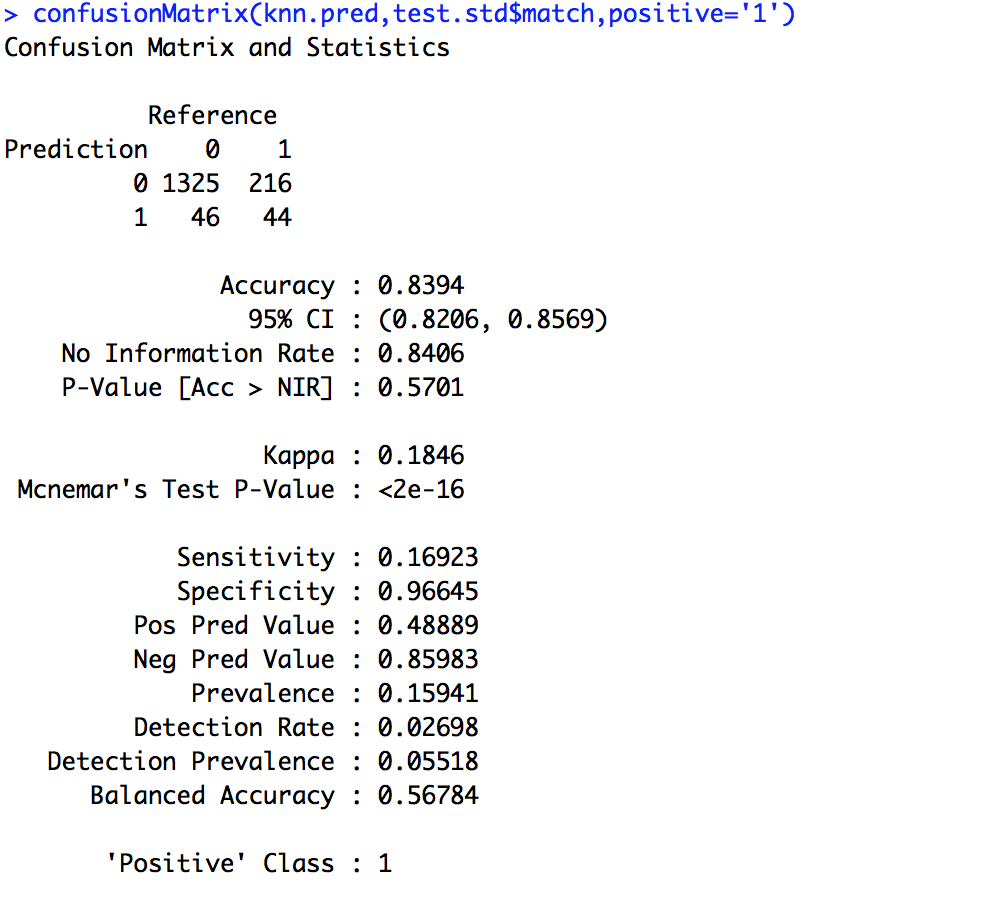 > confusionMatrix(knn.pred,test.std$match,positive='1')
Confusion Matrix and Statistics

          Reference
Prediction    0    1
         0 1325  216
         1   46   44

               Accuracy : 0.8394
                 95% CI : (0.8206, 0.8569)
    No Information Rate : 0.8406
    P-Value [Acc > NIR] : 0.5701

                  Kappa : 0.1846
 Mcnemar's Test P-Value : <2e-16

            Sensitivity : 0.16923
            Specificity : 0.96645
         Pos Pred Value : 0.48889
         Neg Pred Value : 0.85983
             Prevalence : 0.15941
         Detection Rate : 0.02698
   Detection Prevalence : 0.05518
      Balanced Accuracy : 0.56784

       'Positive' Class : 1